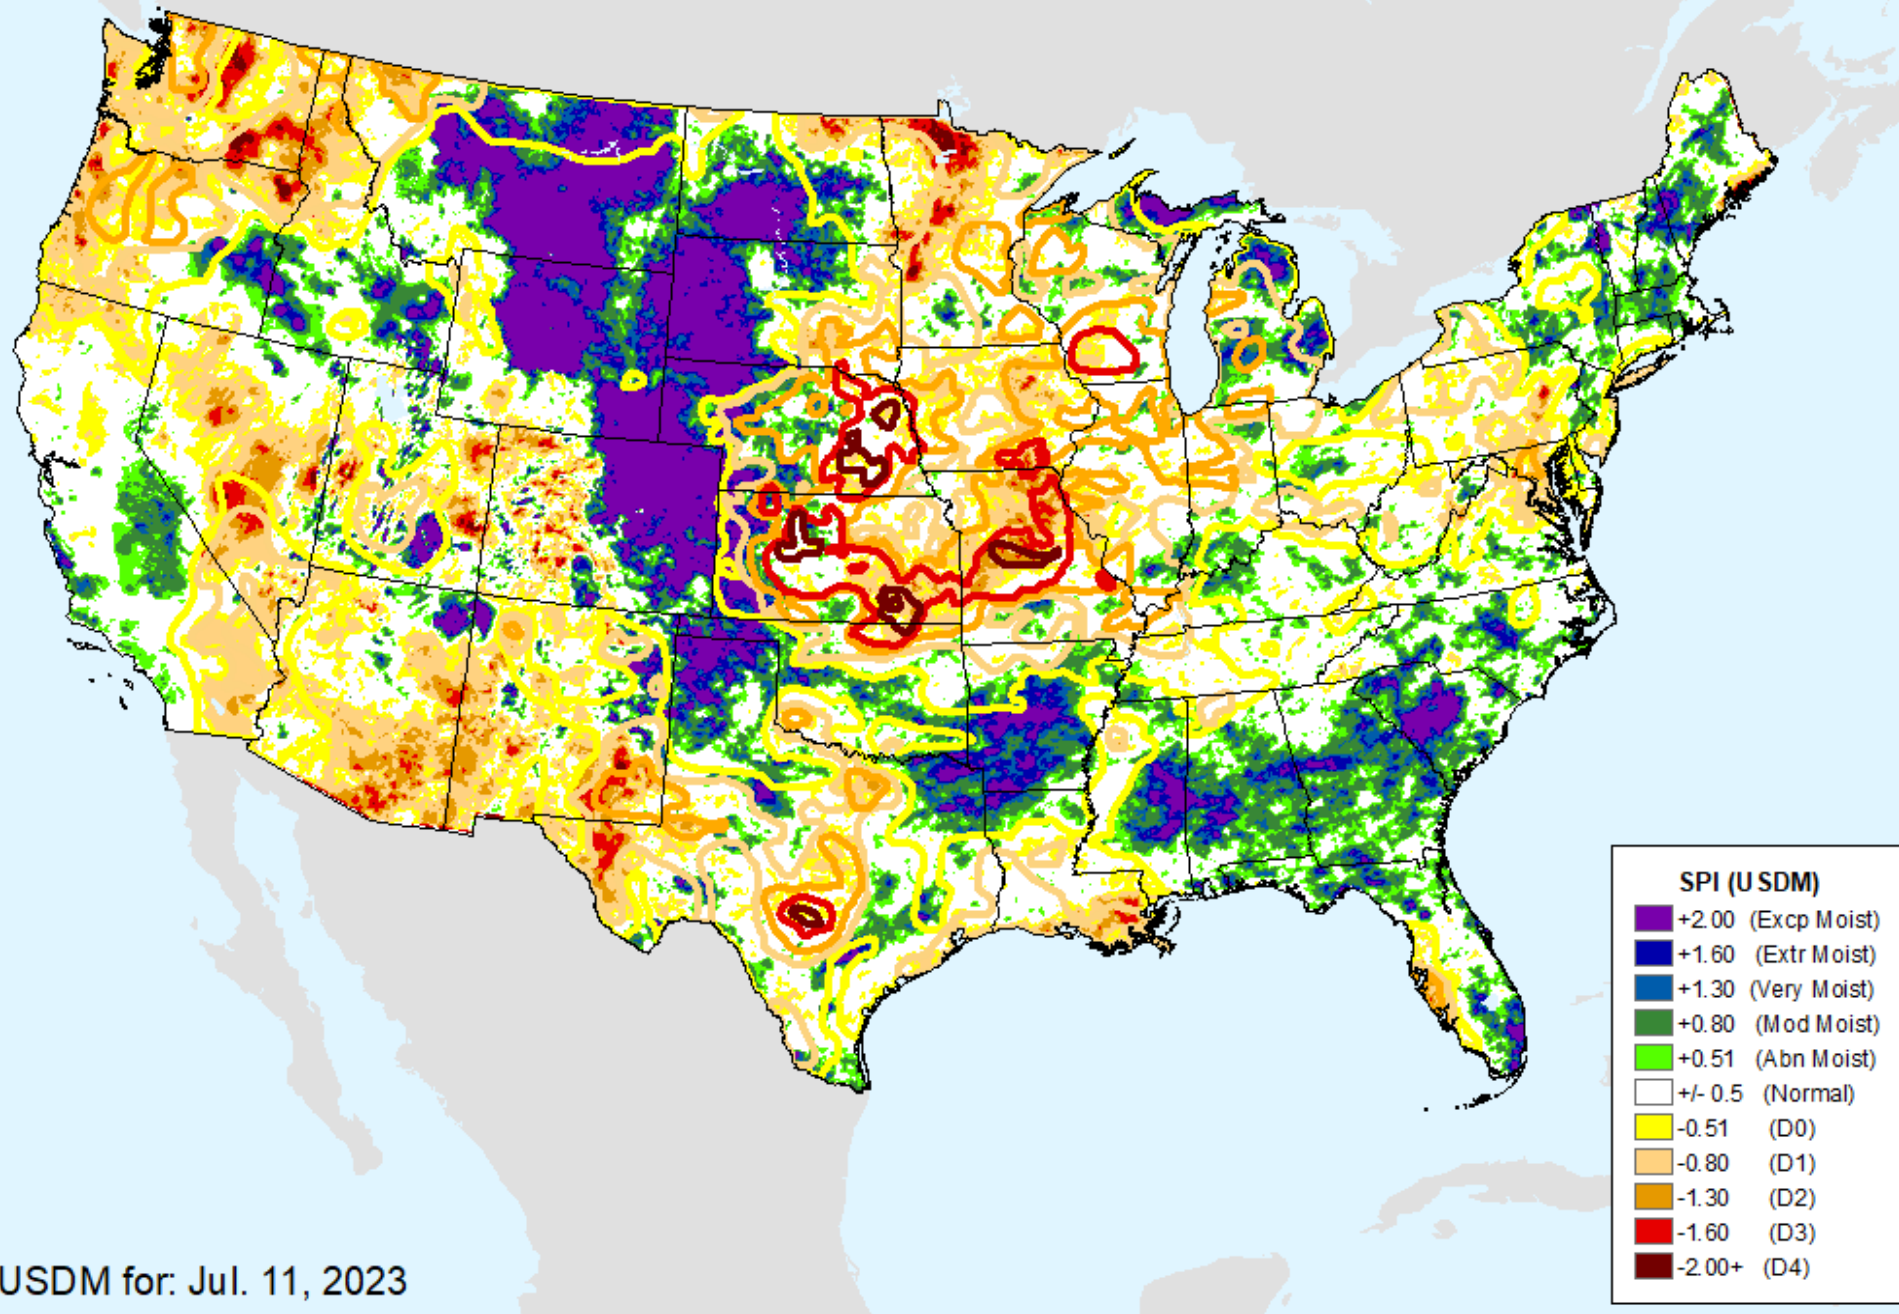 SPI (USDM)
+2.00 (Excp Moist)
+1.60 (Extr Moist)
+1.30 (Very Moist)
+0.80 (Mod Moist)
+0.51 (Abn Moist)
+/- 0.5 (Normal)
-0.51 (D0)
-0.80 (D1)
-1.30 (D2)
-1.60 (D3)
-2.00+ (D4)
USDM for: Jul. 11, 2023